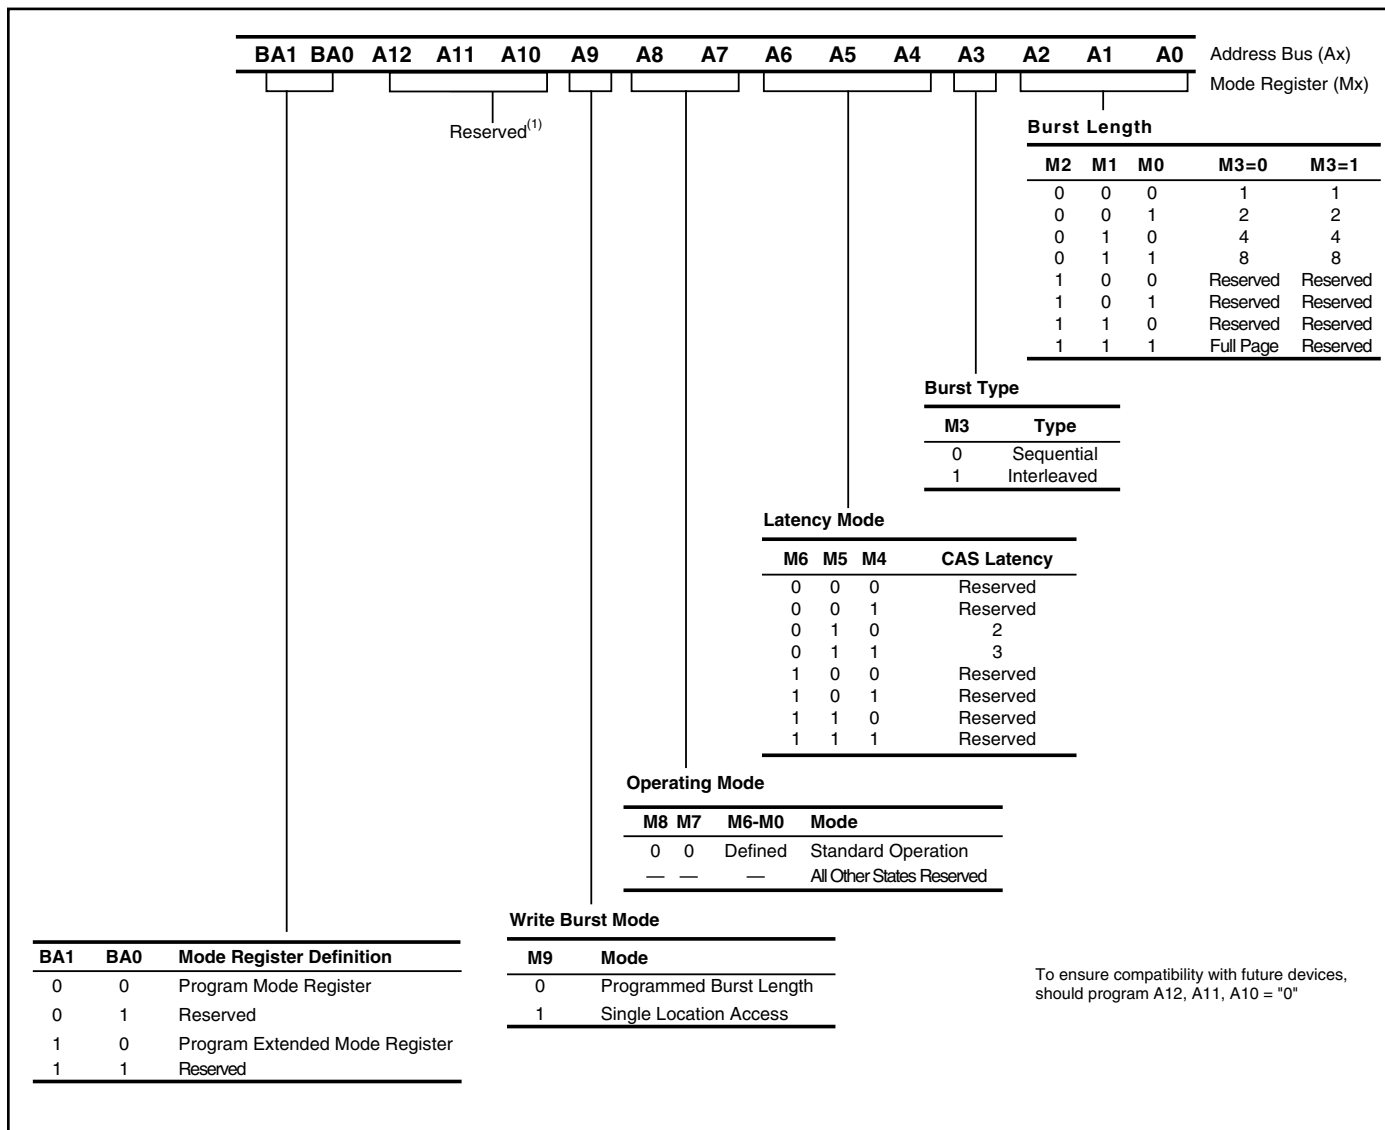 BA1 BA0 A12 A11 A10 A9 A8 A7 A6 A5 A4 A3 A2 A1 A0 Address Bus (Ax)
Mode Register (Mx)
Reserved(1)
Burst Length
M2 M1 M0 M3=0 M3=1
0 0 0 1 1
0 0 1 2 2
0 1 0 4 4
0 1 1 8 8
1 0 0 Reserved Reserved
1 0 1 Reserved Reserved
1 1 0 Reserved Reserved
1 1 1 Full Page Reserved
Burst Type
M3 Type
0 Sequential
1 Interleaved
Latency Mode
M6 M5 M4 CAS Latency
0 0 0 Reserved
0 0 1 Reserved
0 1 0 2
0 1 1 3
1 0 0 Reserved
1 0 1 Reserved
1 1 0 Reserved
1 1 1 Reserved
Operating Mode
M8 M7 M6-M0 Mode
0 0 Defined Standard Operation
— — — All Other States Reserved
Write Burst Mode
M9 Mode
0 Programmed Burst Length
1 Single Location Access
BA1 BA0 Mode Register Definition
0 0 Program Mode Register
0 1 Reserved
1 0 Program Extended Mode Register
1 1 Reserved
To ensure compatibility with future devices,
should program A12, A11, A10 = "0"